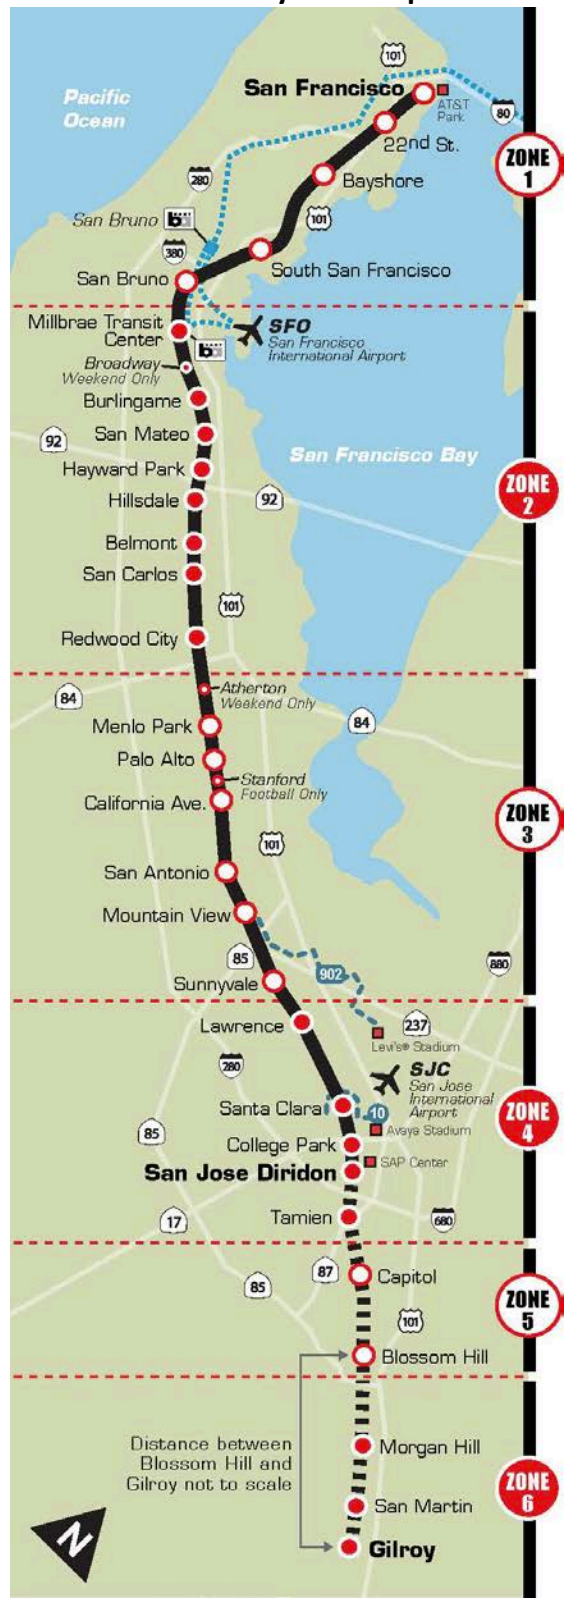 101
San Francisco
AT&T
Park
80
Pacific
Ocean
22nd St.
ZONE
1
280
Bayshore
San Bruno
ba
101
380
South San Francisco
San Bruno
Millbrae Transit
Center
ba
SFO
San Francisco
International Airport
Broadway
Weekend Only
Burlingame
San Mateo
92
San Francisco Bay
Hayward Park
ZONE
2
Hillsdale
92
Belmont
San Carlos
101
Redwood City
Atherton
Weekend Only
84
Menlo Park
84
Palo Alto
Stanford
Football Only
California Ave.
ZONE
3
101
San Antonio
Mountain View
85
902
880
Sunnyvale
Lawrence
237
Levi's® Stadium
280
SJC
San Jose
International
Airport
Santa Clara
10
ZONE
4
85
Avaya Stadium
College Park
SAP Center
San Jose Diridon
17
Tamien
680
87
Capitol
85
ZONE
5
101
Blossom Hill
Distance between
Blossom Hill and
Gilroy not to scale
Morgan Hill
ZONE
6
San Martin
N
Gilroy